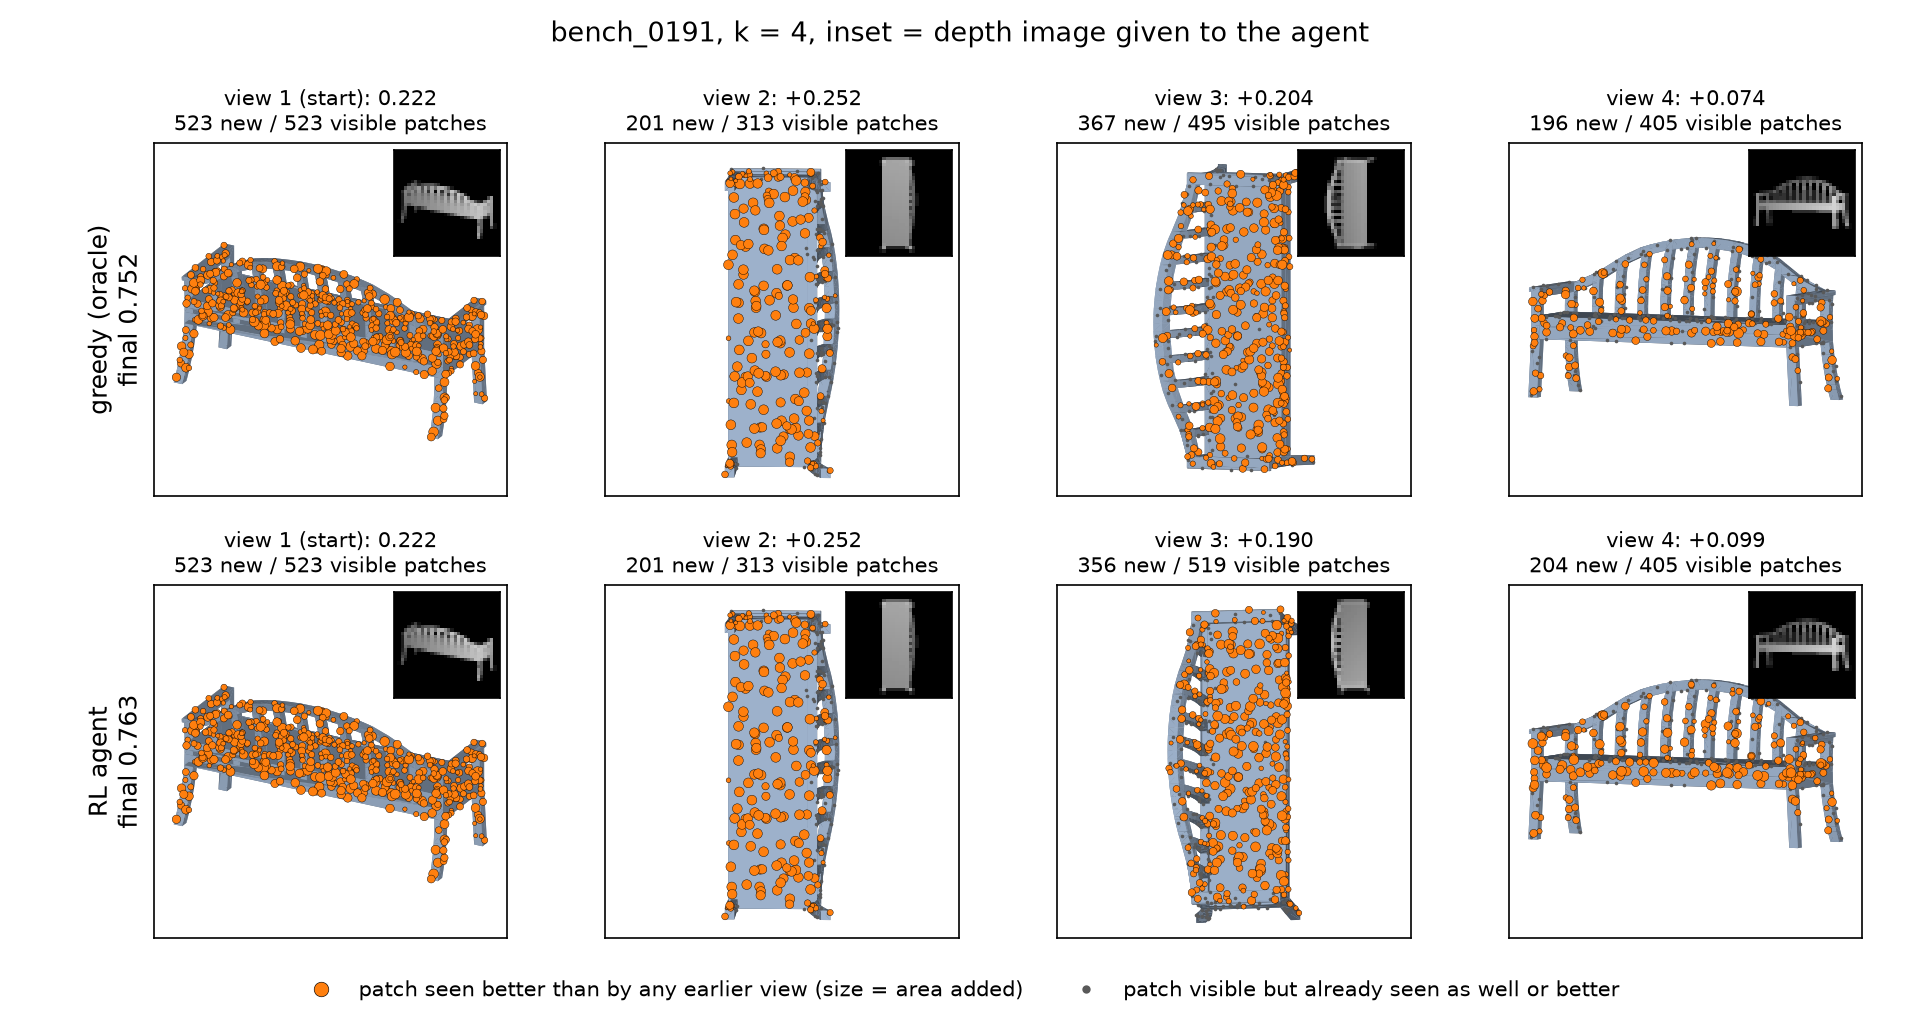 bench_0191, k = 4, inset = depth image given to the agent
view 1 (start): 0.222
523 new / 523 visible patches
view 2: +0.252
201 new / 313 visible patches
view 3: +0.204
367 new / 495 visible patches
view 4: +0.074
196 new / 405 visible patches
greedy (oracle)
final 0.752
view 1 (start): 0.222
523 new / 523 visible patches
view 2: +0.252
201 new / 313 visible patches
view 3: +0.190
356 new / 519 visible patches
view 4: +0.099
204 new / 405 visible patches
RL agent
final 0.763
patch seen better than by any earlier view (size = area added)
patch visible but already seen as well or better